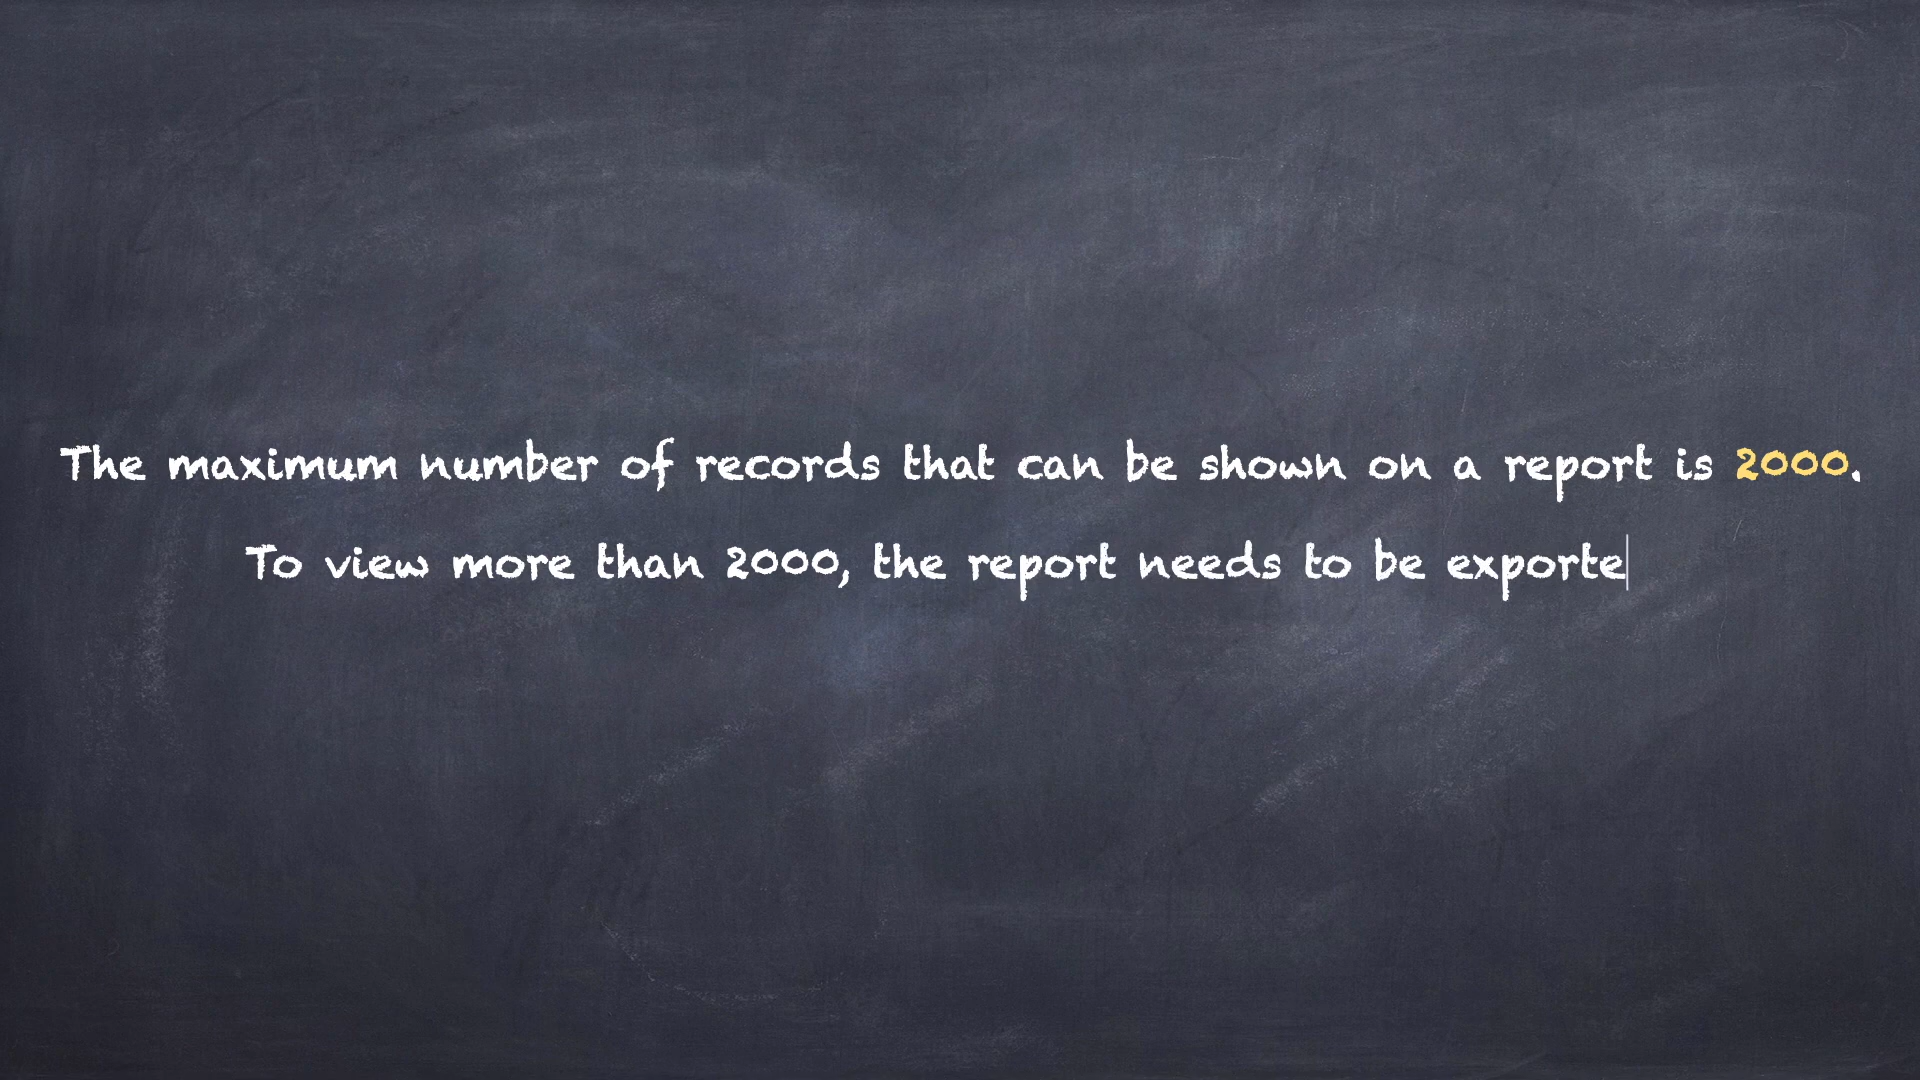 The maximum number of records that can be shown on a report is 2000.
To view more than 2000, the report needs to be exporte